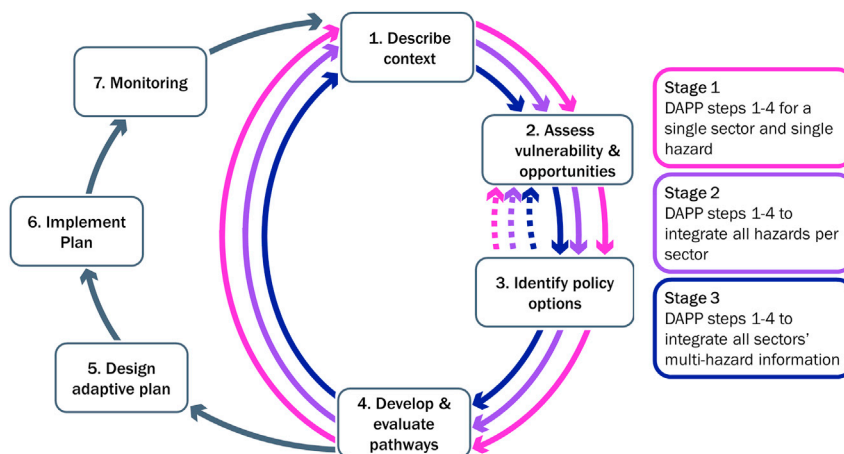 1. Describe
context
7. Monitoring
2. Assess
vulnerability &
opportunities
6. Implement
Plan
3. Identify policy
options
5. Design
adaptive plan
4. Develop &
evaluate
pathways
Stage 1
DAPP steps 1-4 for a
single sector and single
hazard
Stage 2
DAPP steps 1-4 to
integrate all hazards per
sector
Stage 3
DAPP steps 1-4 to
integrate all sectors’
multi-hazard information